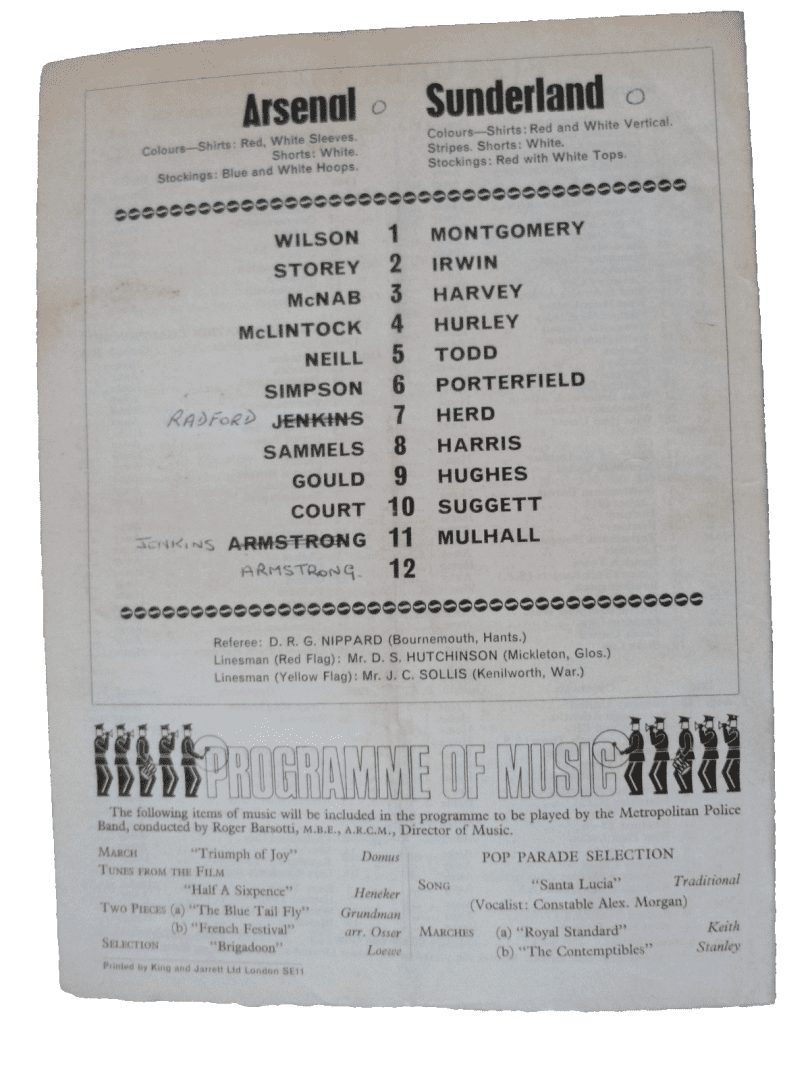 Arsenal O Sunderland O
Colours—Shirts: Red, White Sleeves.
Shorts: White.
Stockings: Blue and White Hoops.
Colours—Shirts: Red and White Vertical.
Stripes. Shorts: White.
Stockings: Red with White Tops.
WILSON 1 MONTGOMERY
STOREY 2 IRWIN
McNAB 3 HARVEY
McLINTOCK 4 HURLEY
NEILL 5 TODD
SIMPSON 6 PORTERFIELD
RADFORD JENKINS 7 HERD
SAMMELS 8 HARRIS
GOULD 9 HUGHES
COURT 10 SUGGETT
JENKINS ARMSTRONG 11 MULHALL
ARMSTRONG. 12
Referee: D. R. G. NIPPARD (Bournemouth, Hants.)
Linesman (Red Flag): Mr. D. S. HUTCHINSON (Mickleton, Glos.)
Linesman (Yellow Flag): Mr. J. C. SOLLIS (Kenilworth, War.)
PROGRAMME OF MUSIC
The following items of music will be included in the programme to be played by the Metropolitan Police
Band, conducted by Roger Barsotti, M.B.E., A.R.C.M., Director of Music.
MARCH "Triumph of Joy" Domus
TUNES FROM THE FILM
"Half A Sixpence" Heneker
TWO PIECES (a) "The Blue Tail Fly" Grundman
(b) "French Festival" arr. Osser
SELECTION "Brigadoon" Loewe
Printed by King and Jarrett Ltd London SE11
POP PARADE SELECTION
SONG "Santa Lucia" Traditional
(Vocalist: Constable Alex. Morgan)
MARCHES (a) "Royal Standard" Keith
(b) "The Contemptibles" Stanley